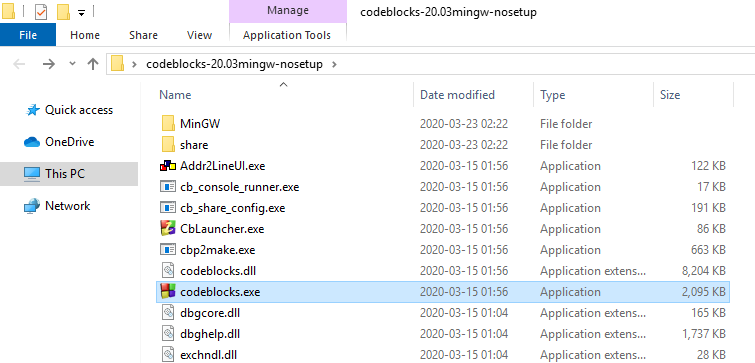 Manage codeblocks-20.03mingw-nosetup
File Home Share View Application Tools
codeblocks-20.03mingw-nosetup
Name Date modified Type Size
Quick access
OneDrive
This PC
Network
MinGW 2020-03-23 02:22 File folder
share 2020-03-23 02:22 File folder
Addr2LineUI.exe 2020-03-15 01:56 Application 122 KB
cb_console_runner.exe 2020-03-15 01:56 Application 17 KB
cb_share_config.exe 2020-03-15 01:56 Application 191 KB
CbLauncher.exe 2020-03-15 01:56 Application 86 KB
cbp2make.exe 2020-03-15 01:56 Application 663 KB
codeblocks.dll 2020-03-15 01:56 Application extens... 8,204 KB
codeblocks.exe 2020-03-15 01:56 Application 2,095 KB
dbgcore.dll 2020-03-15 01:04 Application extens... 165 KB
dbghelp.dll 2020-03-15 01:04 Application extens... 1,737 KB
exchndl.dll 2020-03-15 01:04 Application extens... 28 KB